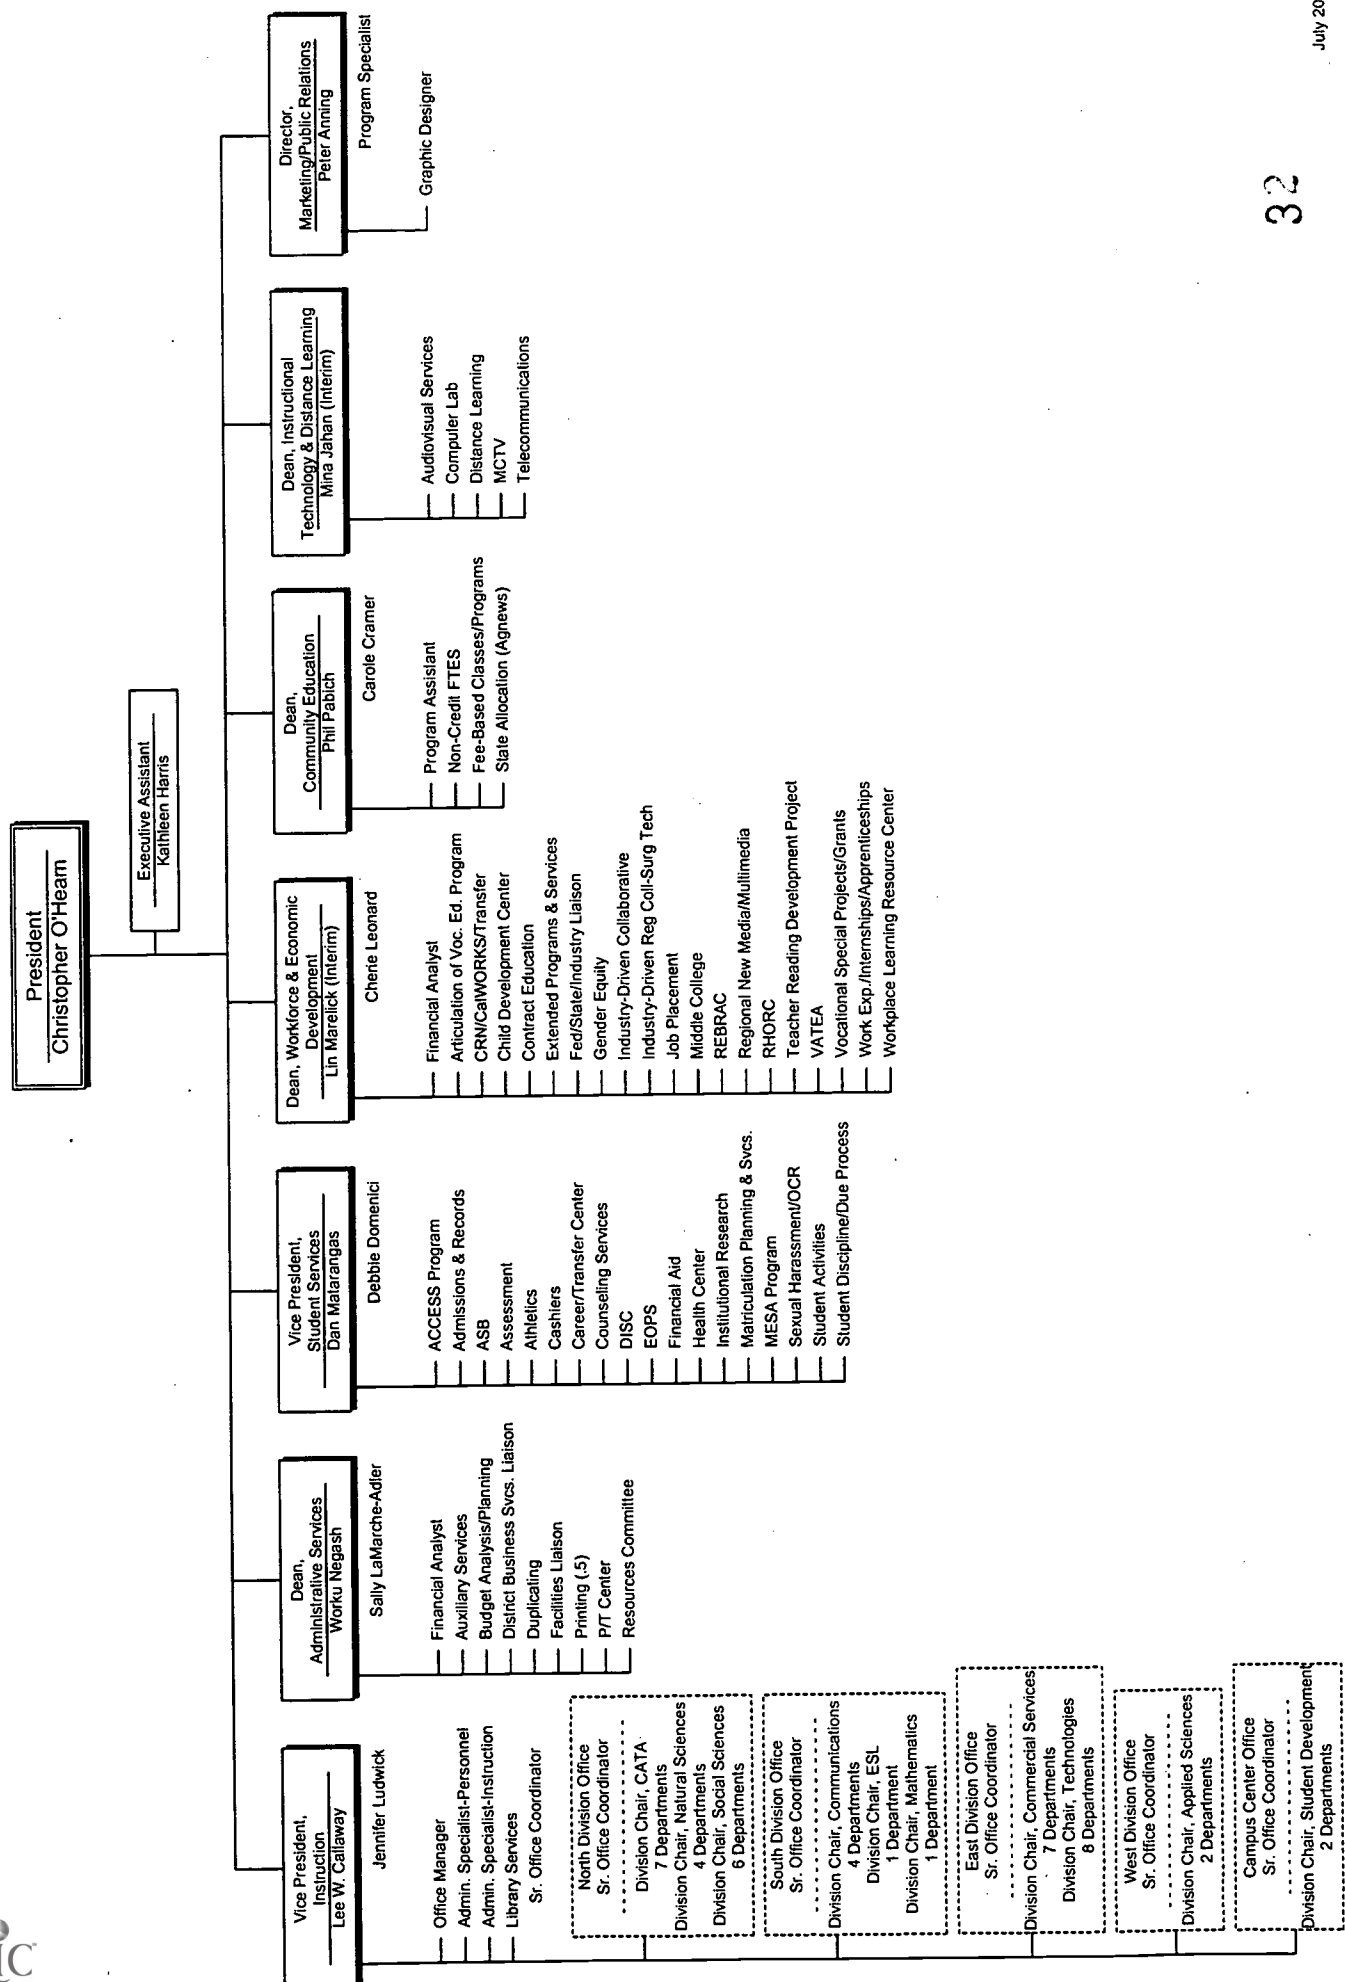 President
Christopher O'Hearn
Executive Assistant
Kathleen Harris
Vice President,
Instruction
Lee W. Callaway
Jennifer Ludwick
Office Manager
Admin. Specialist-Personnel
Admin. Specialist-Instruction
Library Services
Sr. Office Coordinator
North Division Office
Sr. Office Coordinator
Division Chair, CATA
7 Departments
Division Chair, Natural Sciences
4 Departments
Division Chair, Social Sciences
6 Departments
South Division Office
Sr. Office Coordinator
Division Chair, Communications
4 Departments
Division Chair, ESL
1 Department
Division Chair, Mathematics
1 Department
East Division Office
Sr. Office Coordinator
Division Chair, Commercial Services
7 Departments
Division Chair, Technologies
8 Departments
West Division Office
Sr. Office Coordinator
Division Chair, Applied Sciences
2 Departments
Campus Center Office
Sr. Office Coordinator
Division Chair, Student Development
2 Departments
Dean,
Administrative Services
Worku Negash
Sally LaMarche-Adler
Financial Analyst
Auxiliary Services
Budget Analysis/Planning
District Business Svcs. Liaison
Duplicating
Facilities Liaison
Printing (.5)
P/T Center
Resources Committee
Vice President,
Student Services
Dan Matarangas
Debbie Domenici
ACCESS Program
Admissions & Records
ASB
Assessment
Athletics
Cashiers
Career/Transfer Center
Counseling Services
DISC
EOPS
Financial Aid
Health Center
Institutional Research
Matriculation Planning & Svcs.
MESA Program
Sexual Harassment/OCR
Student Activities
Student Discipline/Due Process
Dean, Workforce & Economic
Development
Lin Marelick (Interim)
Cherie Leonard
Financial Analyst
Articulation of Voc. Ed. Program
CRN/CalWORKS/Transfer
Child Development Center
Contract Education
Extended Programs & Services
Fed/State/Industry Liaison
Gender Equity
Industry-Driven Collaborative
Industry-Driven Reg Coll-Surg Tech
Job Placement
Middle College
REBRAC
Regional New Media/Multimedia
RHORC
Teacher Reading Development Project
VATEA
Vocational Special Projects/Grants
Work Exp./Internships/Apprenticeships
Workplace Learning Resource Center
Dean,
Community Education
Phil Pabich
Carole Cramer
Program Assistant
Non-Credit FTES
Fee-Based Classes/Programs
State Allocation (Agnews)
Dean, Instructional
Technology & Distance Learning
Mina Jahan (Interim)
Audiovisual Services
Computer Lab
Distance Learning
MCTV
Telecommunications
Director,
Marketing/Public Relations
Peter Anning
Program Specialist
Graphic Designer
32
July 20